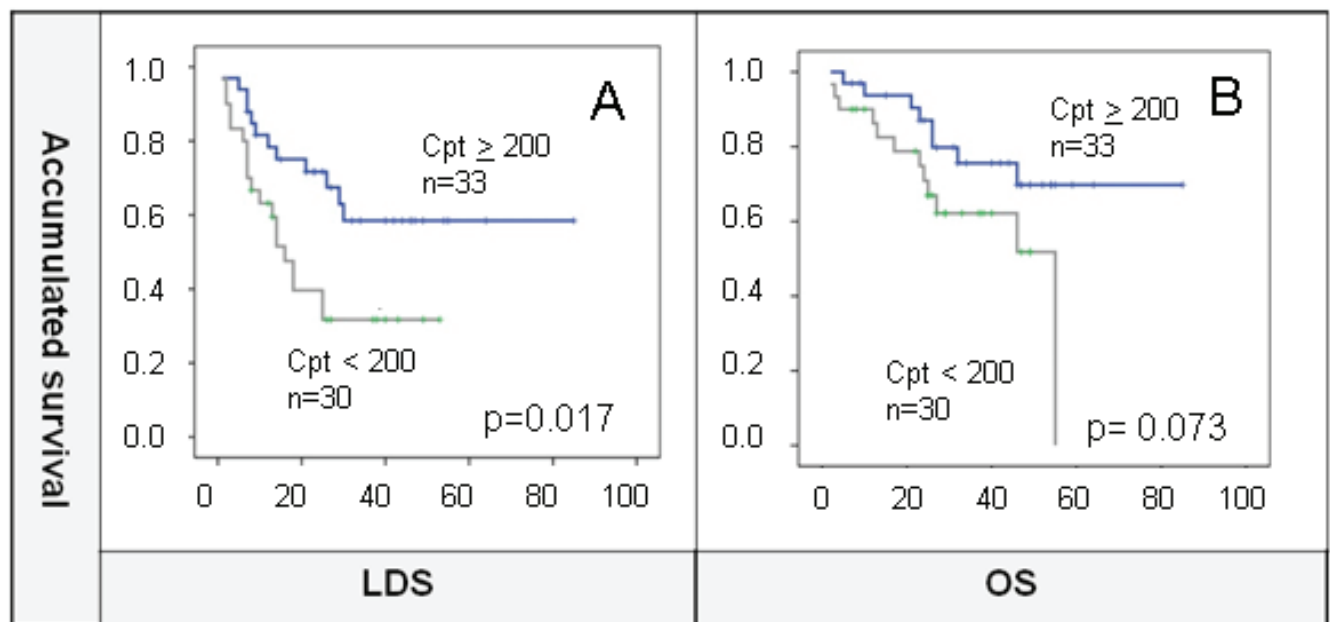 Accumulated survival
1.0
0.8
0.6
0.4
0.2
0.0
A
Cpt ≥ 200
n=33
Cpt < 200
n=30
p=0.017
0 20 40 60 80 100
LDS
1.0
0.8
0.6
0.4
0.2
0.0
B
Cpt ≥ 200
n=33
Cpt < 200
n=30
p= 0.073
0 20 40 60 80 100
OS